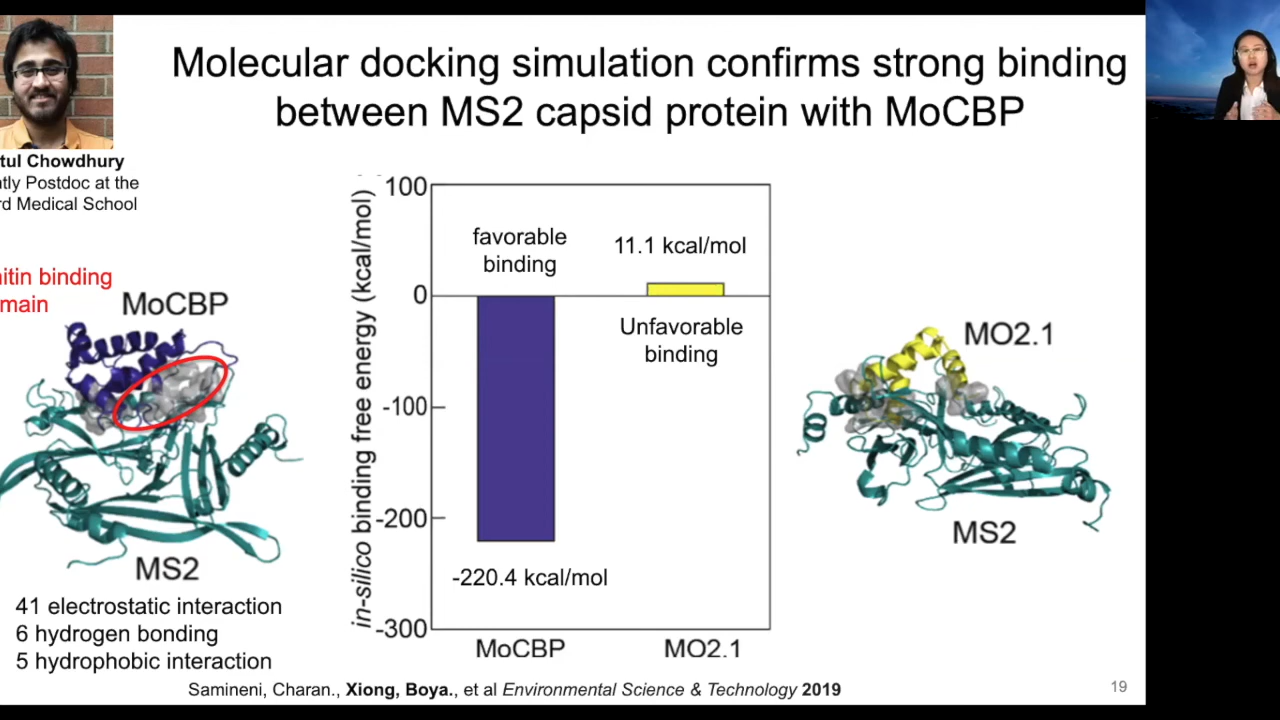 Molecular docking simulation confirms strong binding
between MS2 capsid protein with MoCBP
tul Chowdhury
ntly Postdoc at the
rd Medical School
nitin binding
main
MoCBP
MS2
41 electrostatic interaction
6 hydrogen bonding
5 hydrophobic interaction
in-silico binding free energy (kcal/mol)
100
0
-100
-200
-300
favorable
binding
11.1 kcal/mol
Unfavorable
binding
-220.4 kcal/mol
MoCBP
MO2.1
MO2.1
MS2
Samineni, Charan., Xiong, Boya., et al Environmental Science & Technology 2019
19